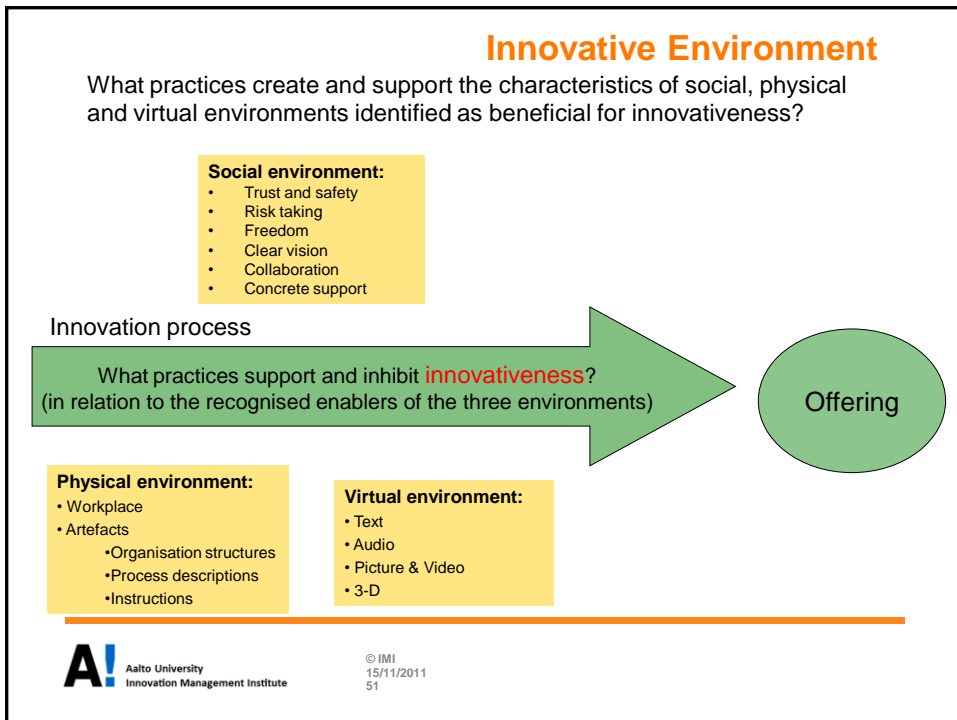 Innovative Environment
What practices create and support the characteristics of social, physical
and virtual environments identified as beneficial for innovativeness?
Social environment:
• Trust and safety
• Risk taking
• Freedom
• Clear vision
• Collaboration
• Concrete support
Innovation process
What practices support and inhibit innovativeness?
(in relation to the recognised enablers of the three environments)
Offering
Physical environment:
• Workplace
• Artefacts
•Organisation structures
•Process descriptions
•Instructions
Virtual environment:
• Text
• Audio
• Picture & Video
• 3-D
A!
Aalto University
Innovation Management Institute
© IMI
15/11/2011
51